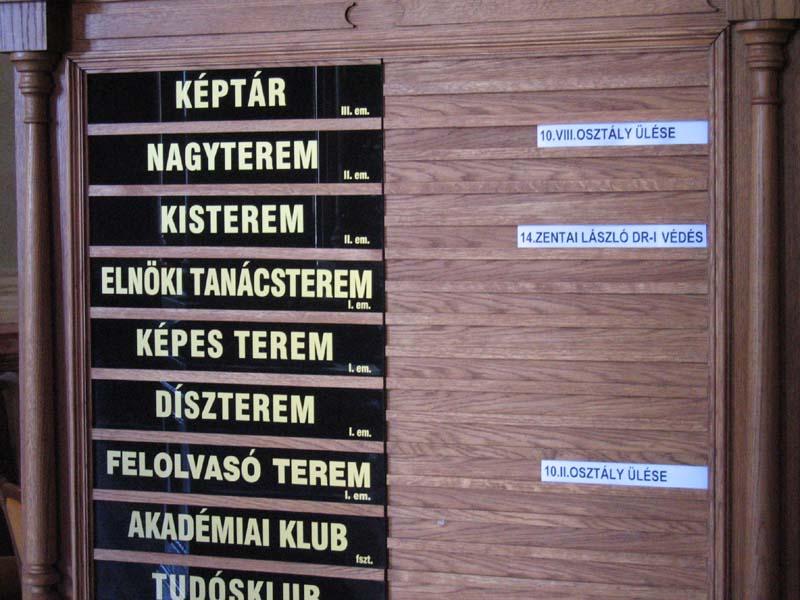 KÉPTÁR
III. em.
10.VIII.OSZTÁLY ÜLÉSE
NAGYTEREM
II. em.
KISTEREM
II. em.
14.ZENTAI LÁSZLÓ DR-I VÉDÉS
ELNÖKI TANÁCSTEREM
I. em.
KÉPES TEREM
I. em.
DÍSZTEREM
I. em.
FELOLVASÓ TEREM
I. em.
10.II.OSZTÁLY ÜLÉSE
AKADÉMIAI KLUB
fszt.
TUDÓSKLUB